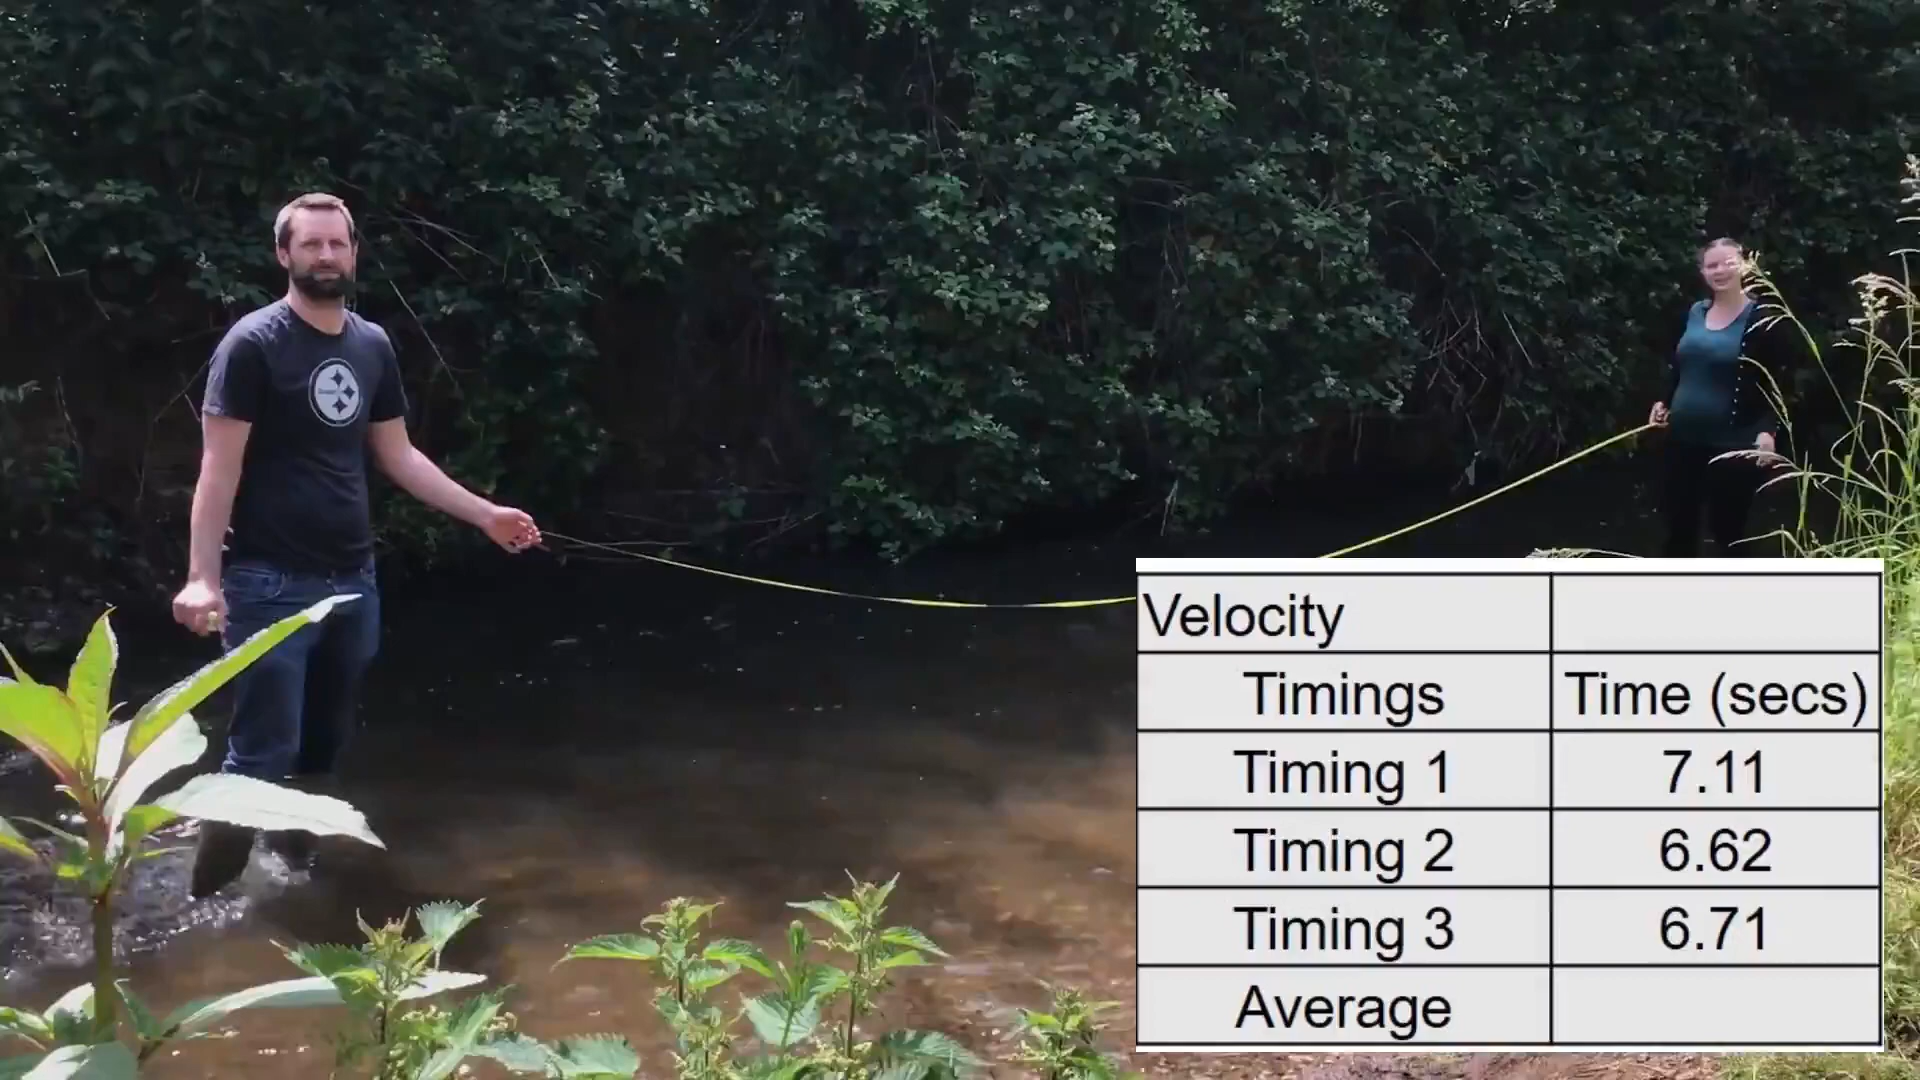 Velocity
Timings Time (secs)
Timing 1 7.11
Timing 2 6.62
Timing 3 6.71
Average